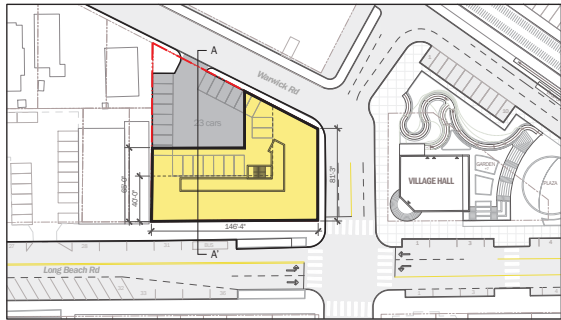 A
Warwick Rd
23 cars
VILLAGE HALL
GARDEN
PLAZA
66'-0"
40'-0"
81'-3"
146'-4"
A'
Long Beach Rd